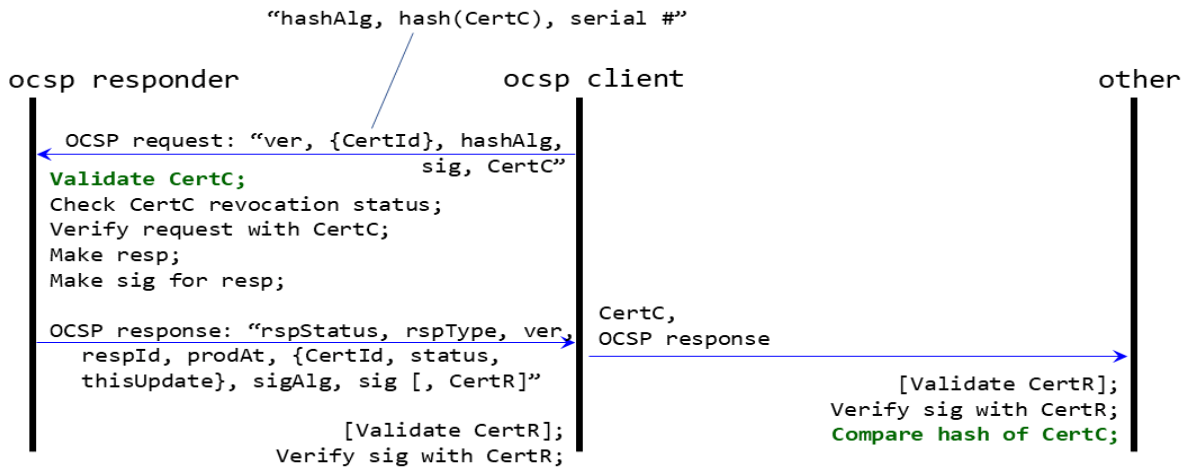 “hashAlg, hash(CertC), serial #”
ocsp responder
ocsp client
other
OCSP request: “ver, {CertId}, hashAlg,
sig, CertC”
Validate CertC;
Check CertC revocation status;
Verify request with CertC;
Make resp;
Make sig for resp;
OCSP response: “rspStatus, rspType, ver,
respId, prodAt, {CertId, status,
thisUpdate}, sigAlg, sig [, CertR]”
[Validate CertR];
Verify sig with CertR;
CertC,
OCSP response
[Validate CertR];
Verify sig with CertR;
Compare hash of CertC;